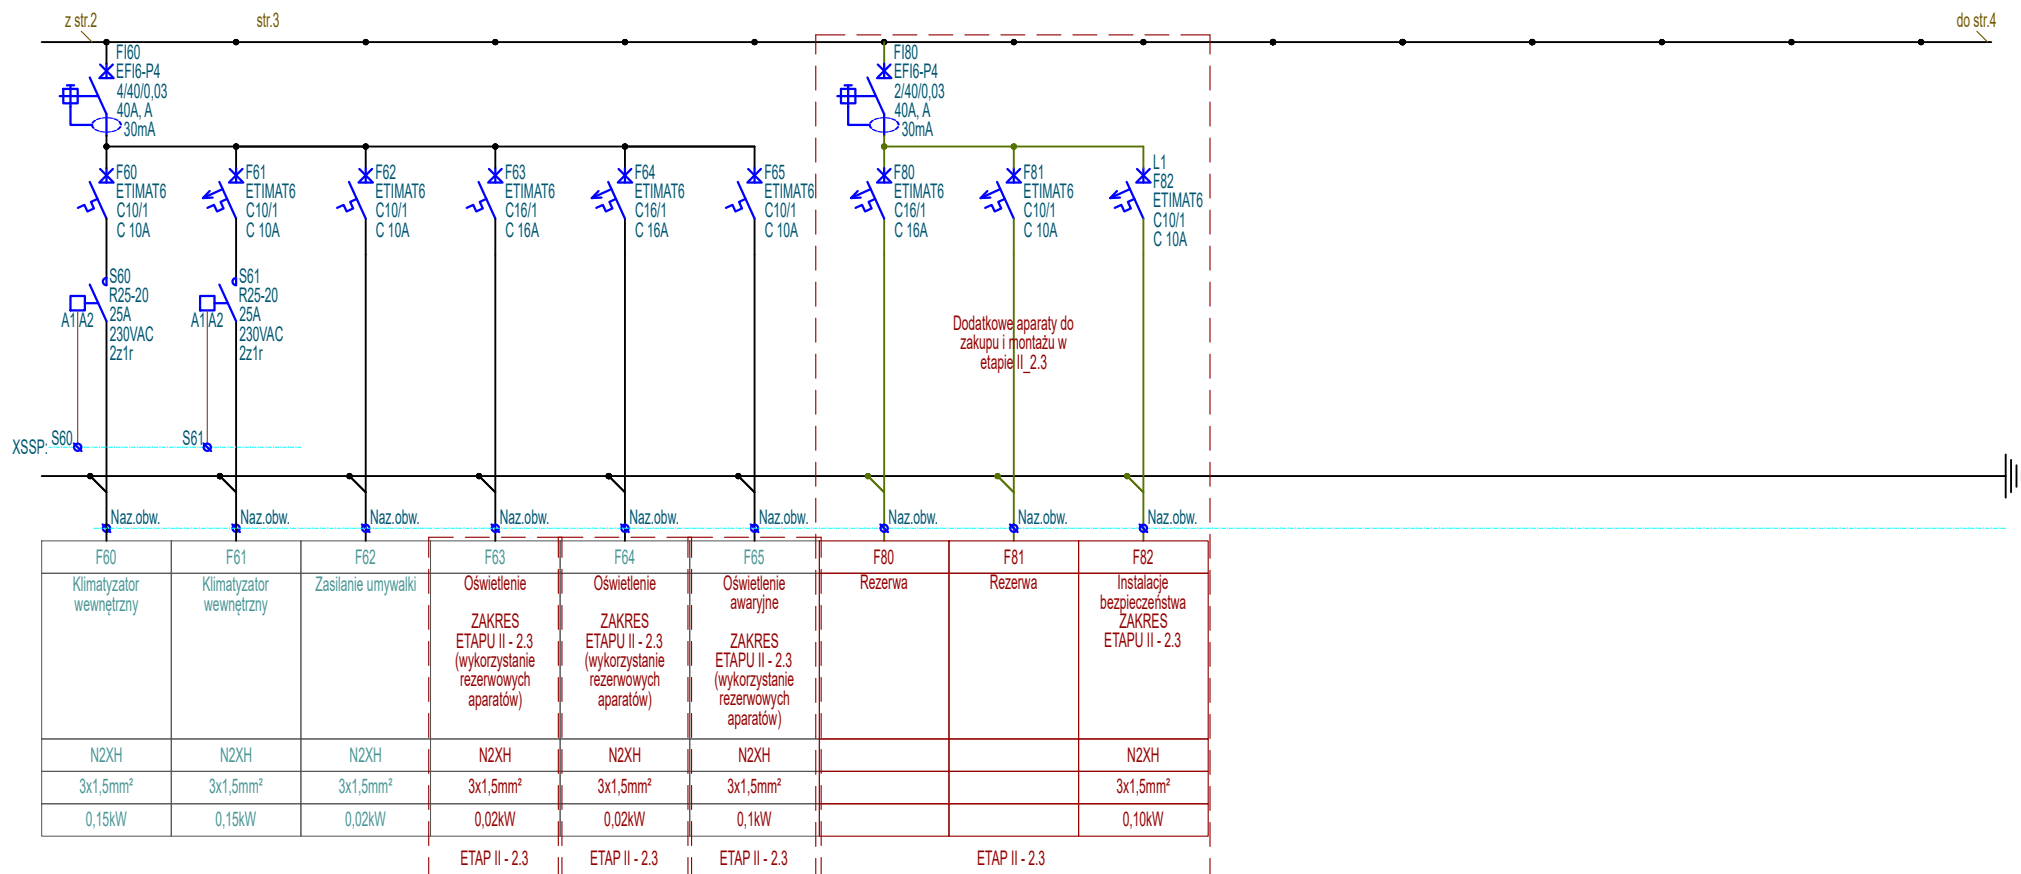 z str.2
str.3
do str.4
FI60
EFI6-P4
4/40/0,03
40A, A
30mA
FI80
EFI6-P4
2/40/0,03
40A, A
30mA
F60
ETIMAT6
C10/1
C 10A
F61
ETIMAT6
C10/1
C 10A
F62
ETIMAT6
C10/1
C 10A
F63
ETIMAT6
C16/1
C 16A
F64
ETIMAT6
C16/1
C 16A
F65
ETIMAT6
C10/1
C 10A
F80
ETIMAT6
C16/1
C 16A
F81
ETIMAT6
C10/1
C 10A
L1
F82
ETIMAT6
C10/1
C 10A
S60
R25-20
25A
230VAC
2z1r
A1 A2
S61
R25-20
25A
230VAC
2z1r
A1 A2
Dodatkowe aparaty do
zakupu i montażu w
etapie II_2.3
XSSP: S60 S61
Naz.obw. Naz.obw. Naz.obw. Naz.obw. Naz.obw. Naz.obw. Naz.obw. Naz.obw. Naz.obw.
F60 F61 F62 F63 F64 F65 F80 F81 F82
Klimatyzator
wewnętrzny
Klimatyzator
wewnętrzny
Zasilanie umywalki
Oświetlenie
ZAKRES
ETAPU II - 2.3
(wykorzystanie
rezerwowych
aparatów)
Oświetlenie
ZAKRES
ETAPU II - 2.3
(wykorzystanie
rezerwowych
aparatów)
Oświetlenie
awaryjne
ZAKRES
ETAPU II - 2.3
(wykorzystanie
rezerwowych
aparatów)
Rezerwa
Rezerwa
Instalacje
bezpieczeństwa
ZAKRES
ETAPU II - 2.3
N2XH N2XH N2XH N2XH N2XH N2XH N2XH
3x1,5mm² 3x1,5mm² 3x1,5mm² 3x1,5mm² 3x1,5mm² 3x1,5mm² 3x1,5mm²
0,15kW 0,15kW 0,02kW 0,02kW 0,02kW 0,1kW 0,10kW
ETAP II - 2.3 ETAP II - 2.3 ETAP II - 2.3 ETAP II - 2.3